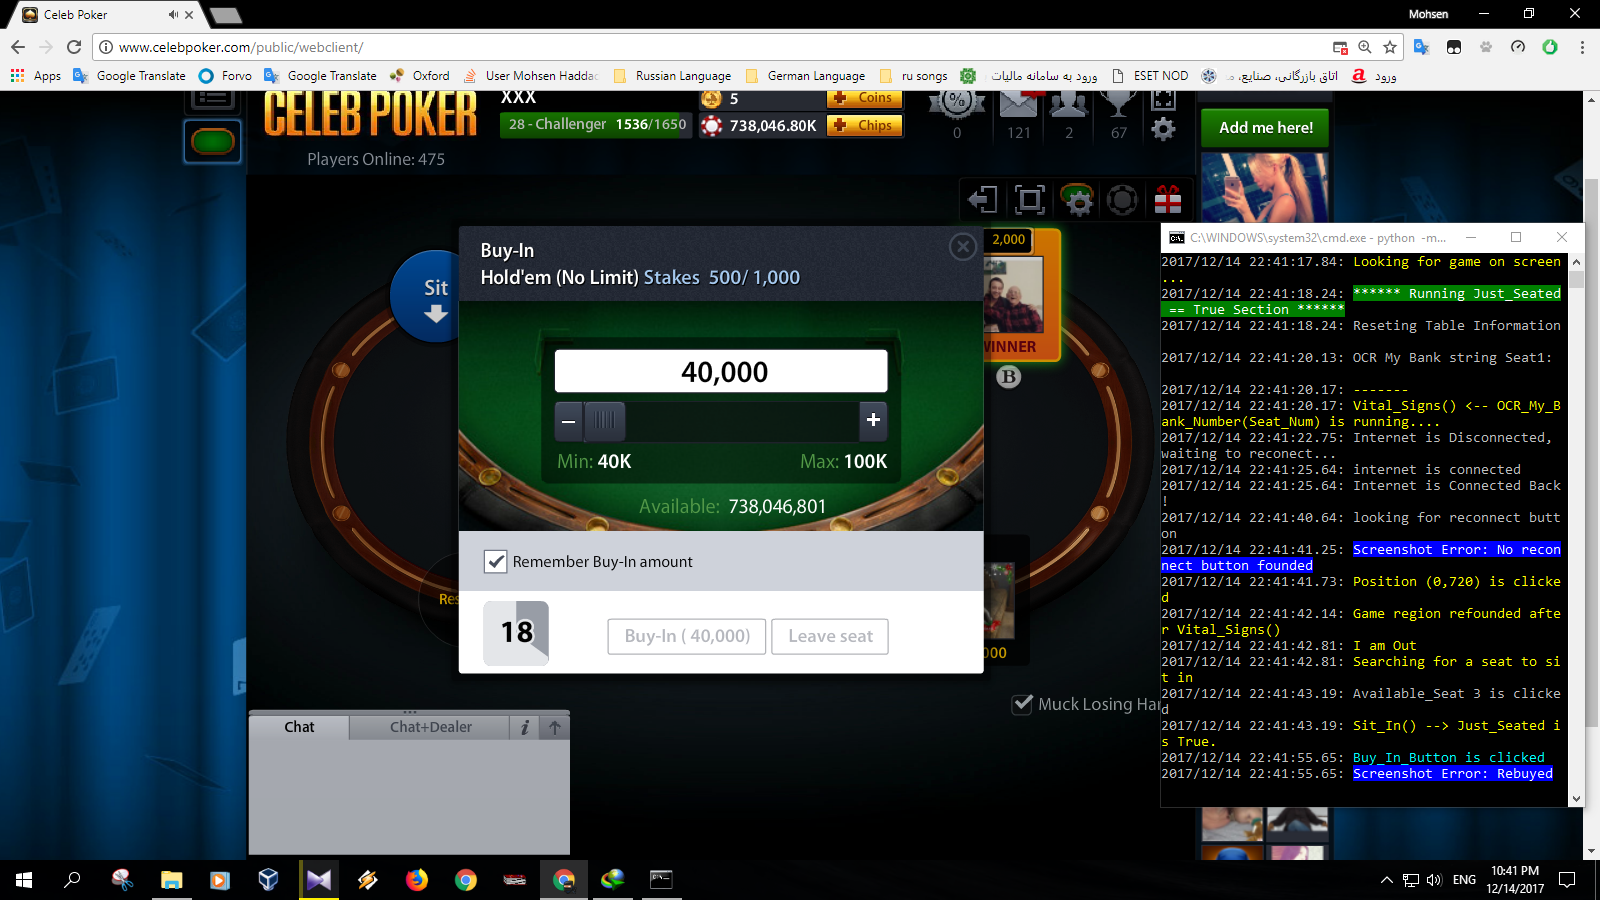 Celeb Poker
Mohsen
www.celebpoker.com/public/webclient/
Apps
Google Translate
Forvo
Google Translate
Oxford
User Mohsen Haddac
Russian Language
German Language
ru songs
ورود به سامانه مالیات
ESET NOD
اتاق بازرگانی، صنایع، م
ورود
CELEB POKER
XXX
5
Coins
28 - Challenger 1536/1650
738,046.80K
Chips
%
0
121
2
67
Players Online: 475
Add me here!
Buy-In
Hold'em (No Limit) Stakes 500/ 1,000
Sit
2,000
WINNER
B
40,000
– +
Min: 40K
Max: 100K
Available: 738,046,801
Remember Buy-In amount
Res
18
Buy-In ( 40,000)
Leave seat
000
Muck Losing Ha
Chat
Chat+Dealer
i
C:\WINDOWS\system32\cmd.exe - python -m...
2017/12/14 22:41:17.84: Looking for game on screen
...
2017/12/14 22:41:18.24: ****** Running Just_Seated
== True Section ******
2017/12/14 22:41:18.24: Reseting Table Information
2017/12/14 22:41:20.13: OCR My Bank string Seat1:
2017/12/14 22:41:20.17: -------
2017/12/14 22:41:20.17: Vital_Signs() <-- OCR_My_B
ank_Number(Seat_Num) is running....
2017/12/14 22:41:22.75: Internet is Disconnected,
waiting to reconect...
2017/12/14 22:41:25.64: internet is connected
2017/12/14 22:41:25.64: Internet is Connected Back
!
2017/12/14 22:41:40.64: looking for reconnect butt
on
2017/12/14 22:41:41.25: Screenshot Error: No recon
nect button founded
2017/12/14 22:41:41.73: Position (0,720) is clicke
d
2017/12/14 22:41:42.14: Game region refounded afte
r Vital_Signs()
2017/12/14 22:41:42.81: I am Out
2017/12/14 22:41:42.81: Searching for a seat to si
t in
2017/12/14 22:41:43.19: Available_Seat 3 is clicke
d
2017/12/14 22:41:43.19: Sit_In() --> Just_Seated i
s True.
2017/12/14 22:41:55.65: Buy_In_Button is clicked
2017/12/14 22:41:55.65: Screenshot Error: Rebuyed
ENG
10:41 PM
12/14/2017